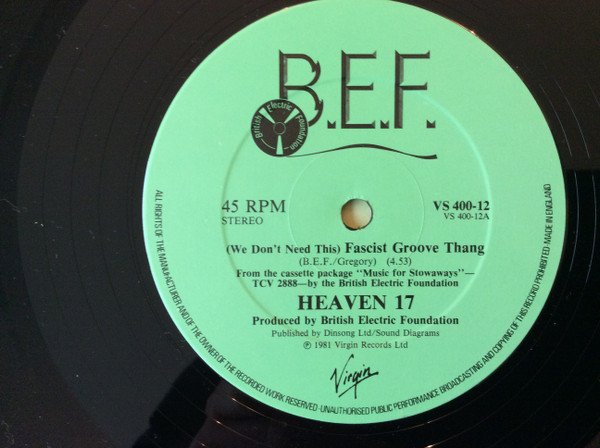 B.E.F.
British Electric Foundation
45 RPM
STEREO
VS 400-12
VS 400-12A
(We Don't Need This) Fascist Groove Thang
(B.E.F./Gregory) (4.53)
From the cassette package "Music for Stowaways"—
TCV 2888—by the British Electric Foundation
HEAVEN 17
Produced by British Electric Foundation
Published by Dinsong Ltd/Sound Diagrams
℗ 1981 Virgin Records Ltd
Virgin
ALL RIGHTS OF THE MANUFACTURER AND OF THE OWNER OF THE RECORDED WORK RESERVED·UNAUTHORISED PUBLIC PERFORMANCE BROADCASTING AND COPYING OF THIS RECORD PROHIBITED·MADE IN ENGLAND